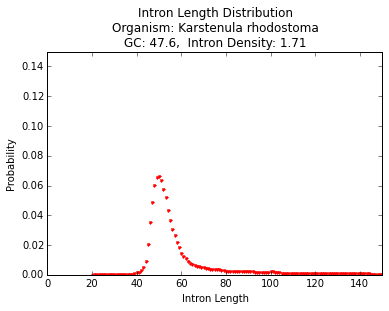 Intron Length Distribution
Organism: Karstenula rhodostoma
GC: 47.6,  Intron Density: 1.71
0.14
0.12
0.10
0.08
0.06
0.04
0.02
0.00
Probability
0 20 40 60 80 100 120 140
Intron Length